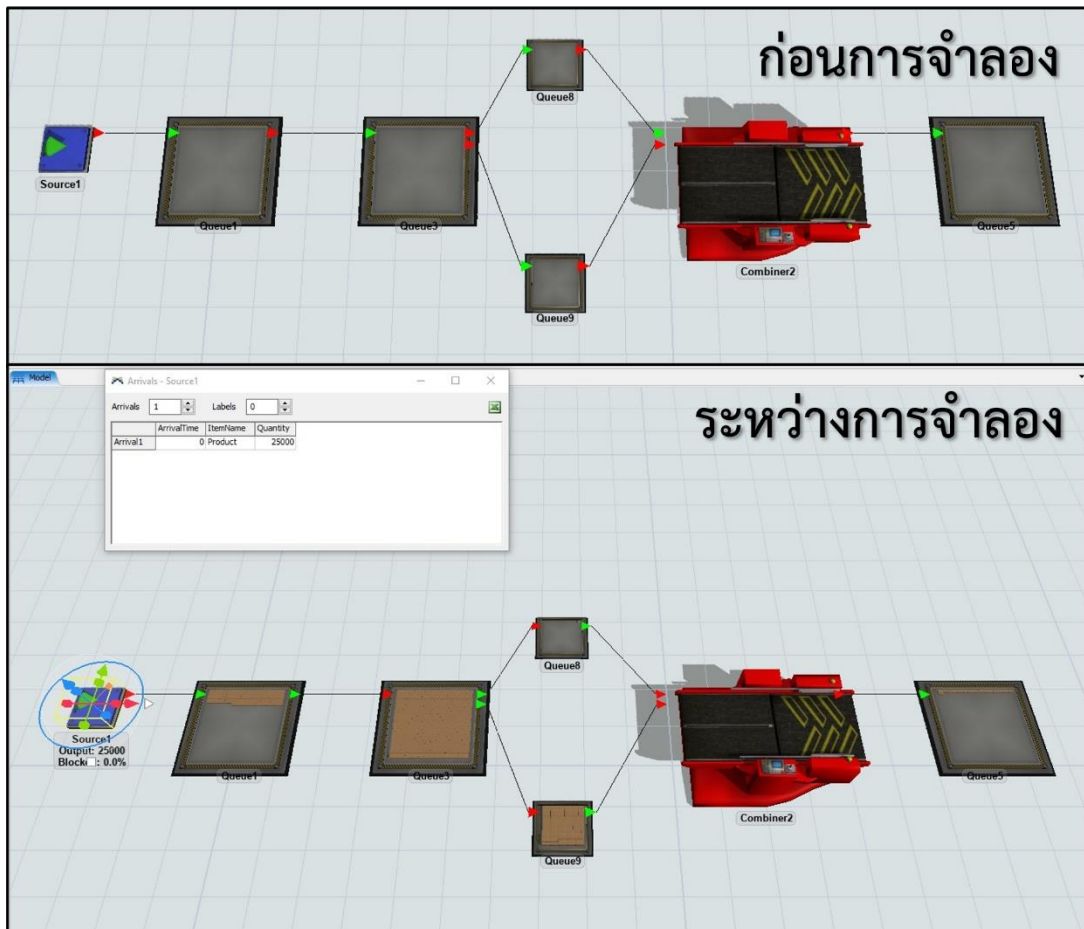 ก่อนการจำลอง
Queue8
Source1
Queue1
Queue3
Queue5
Queue9
Combiner2
Model
Arrivals - Source1
ระหว่างการจำลอง
Arrivals 1 Labels 0
ArrivalTime ItemName Quantity
Arrival1 0 Product 25000
Queue8
Source1
Output: 25000
Queue1
Queue3
Queue5
: 0.0%
Combiner2
Queue9